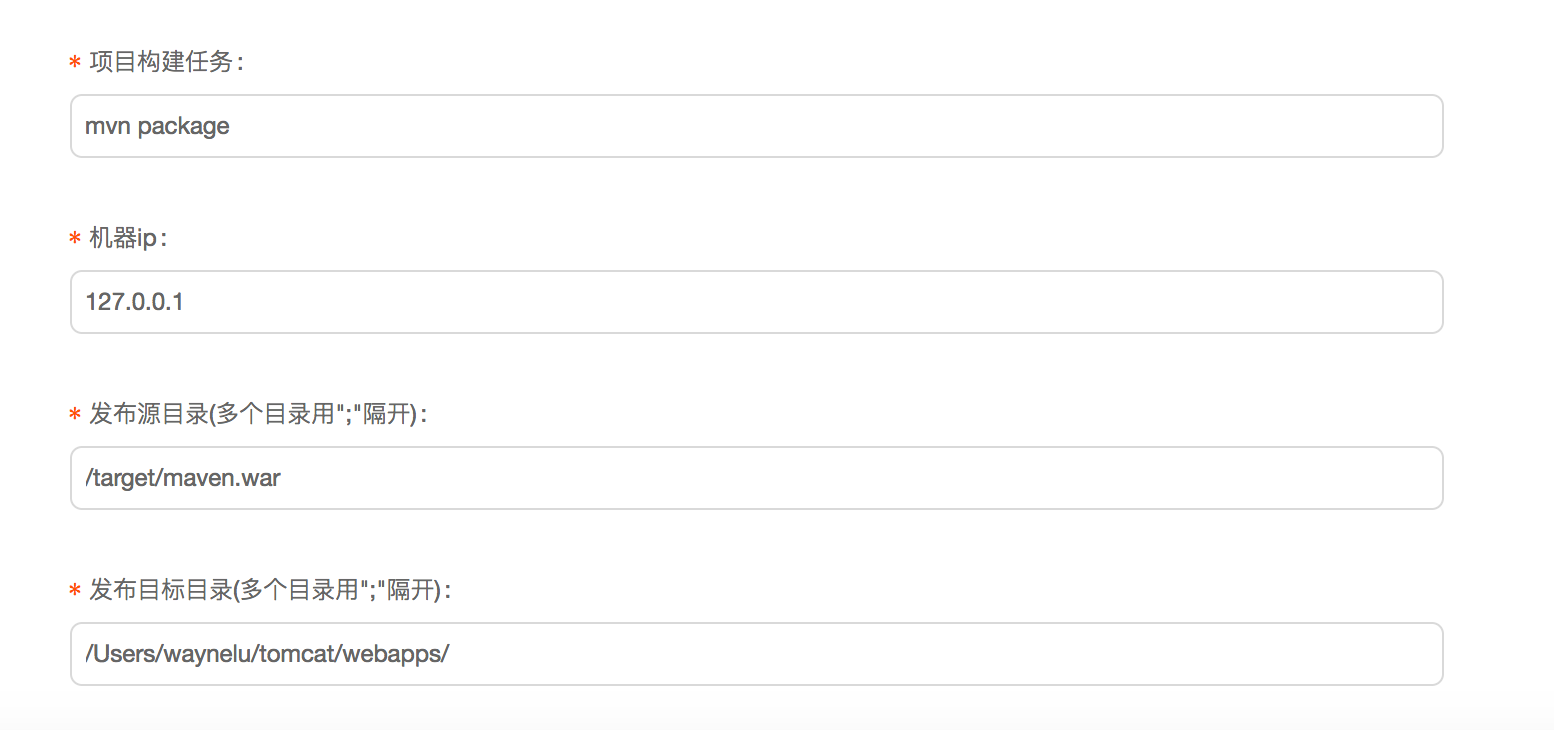 * 项目构建任务:
mvn package
* 机器ip:
127.0.0.1
* 发布源目录(多个目录用";"隔开):
/target/maven.war
* 发布目标目录(多个目录用";"隔开):
/Users/waynelu/tomcat/webapps/